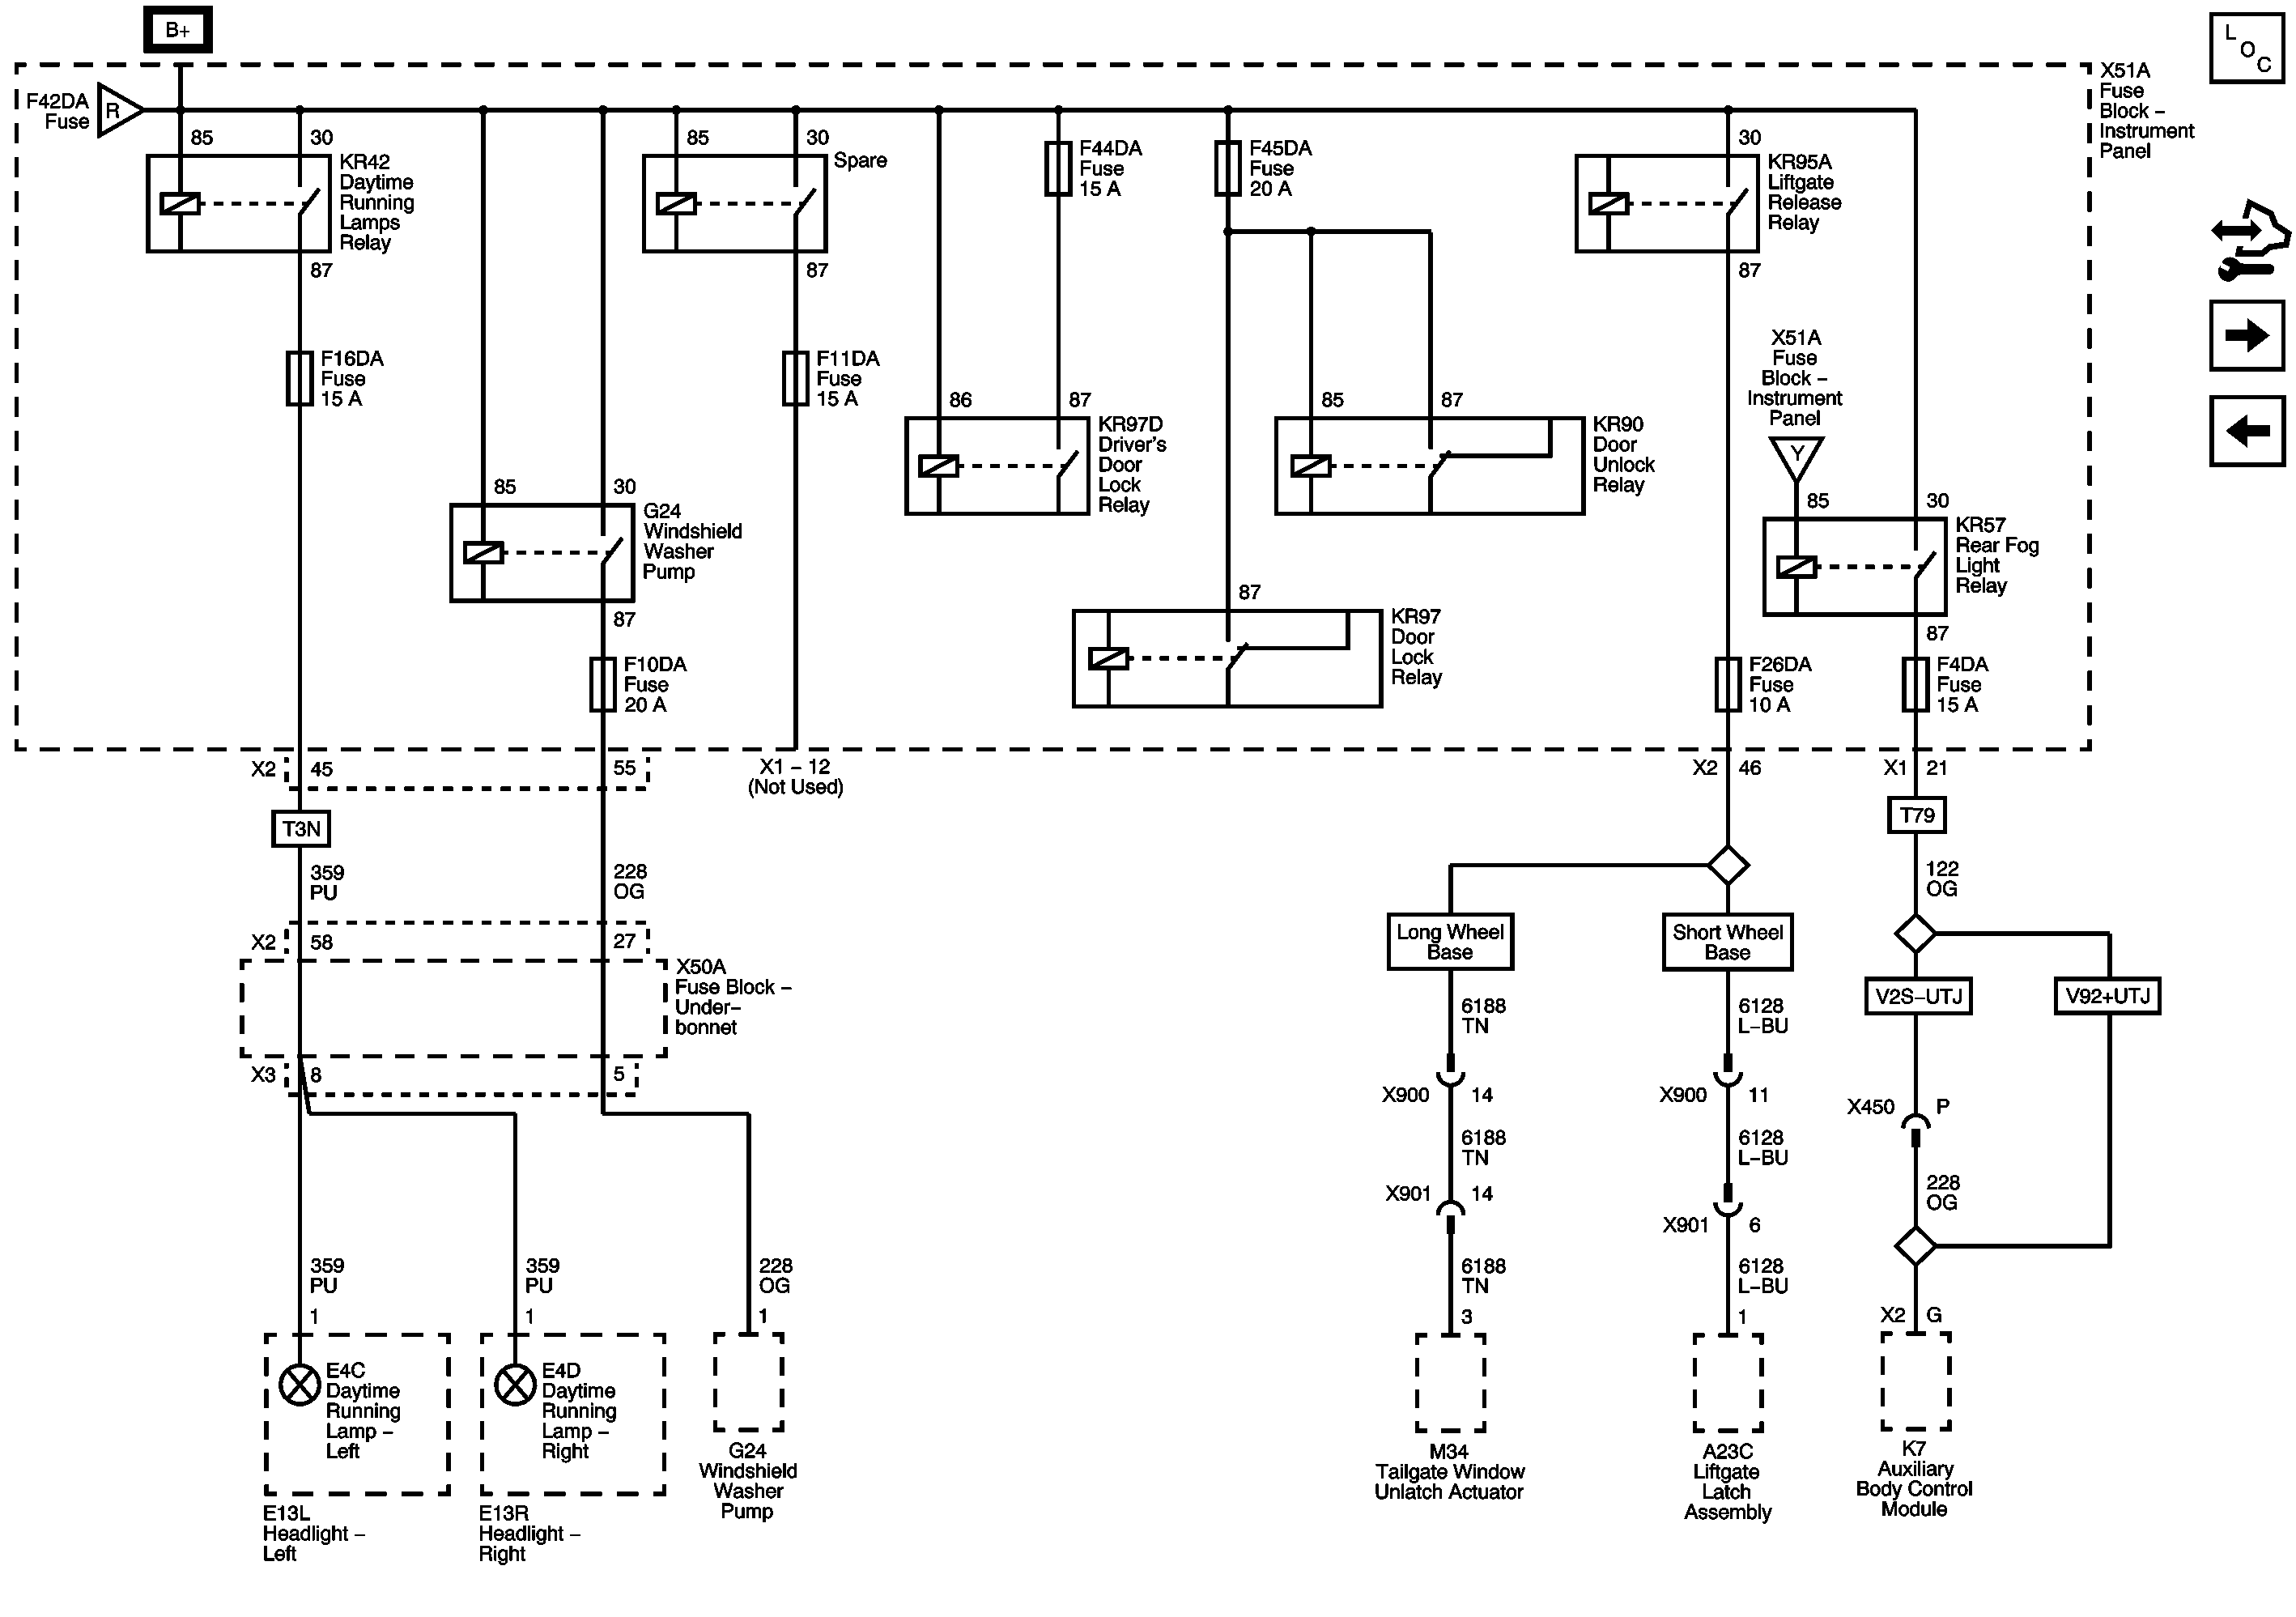 B+
L
O
C
F42DA
Fuse
R
X51A
Fuse
Block –
Instrument
Panel
85
30
KR42
Daytime
Running
Lamps
Relay
87
F16DA
Fuse
15 A
85
30
G24
Windshield
Washer
Pump
87
F10DA
Fuse
20 A
85
30
Spare
87
F11DA
Fuse
15 A
F44DA
Fuse
15 A
86
87
KR97D
Driver's
Door
Lock
Relay
F45DA
Fuse
20 A
85
87
KR90
Door
Unlock
Relay
87
KR97
Door
Lock
Relay
30
KR95A
Liftgate
Release
Relay
87
X51A
Fuse
Block –
Instrument
Panel
Y
85
30
KR57
Rear Fog
Light
Relay
87
F26DA
Fuse
10 A
F4DA
Fuse
15 A
X2
45
55
X1 – 12
(Not Used)
X2
46
X1
21
T3N
T79
359
PU
228
OG
122
OG
X2
58
27
X50A
Fuse Block –
Under–
bonnet
X3
8
5
Long Wheel
Base
Short Wheel
Base
V2S–UTJ
V92+UTJ
6188
TN
6128
L–BU
X900
14
X900
11
X450
P
6188
TN
6128
L–BU
X901
14
X901
6
228
OG
359
PU
359
PU
228
OG
6188
TN
6128
L–BU
1
1
1
3
1
X2
G
E4C
Daytime
Running
Lamp –
Left
E4D
Daytime
Running
Lamp –
Right
E13L
Headlight –
Left
E13R
Headlight –
Right
G24
Windshield
Washer
Pump
M34
Tailgate Window
Unlatch Actuator
A23C
Liftgate
Latch
Assembly
K7
Auxiliary
Body Control
Module